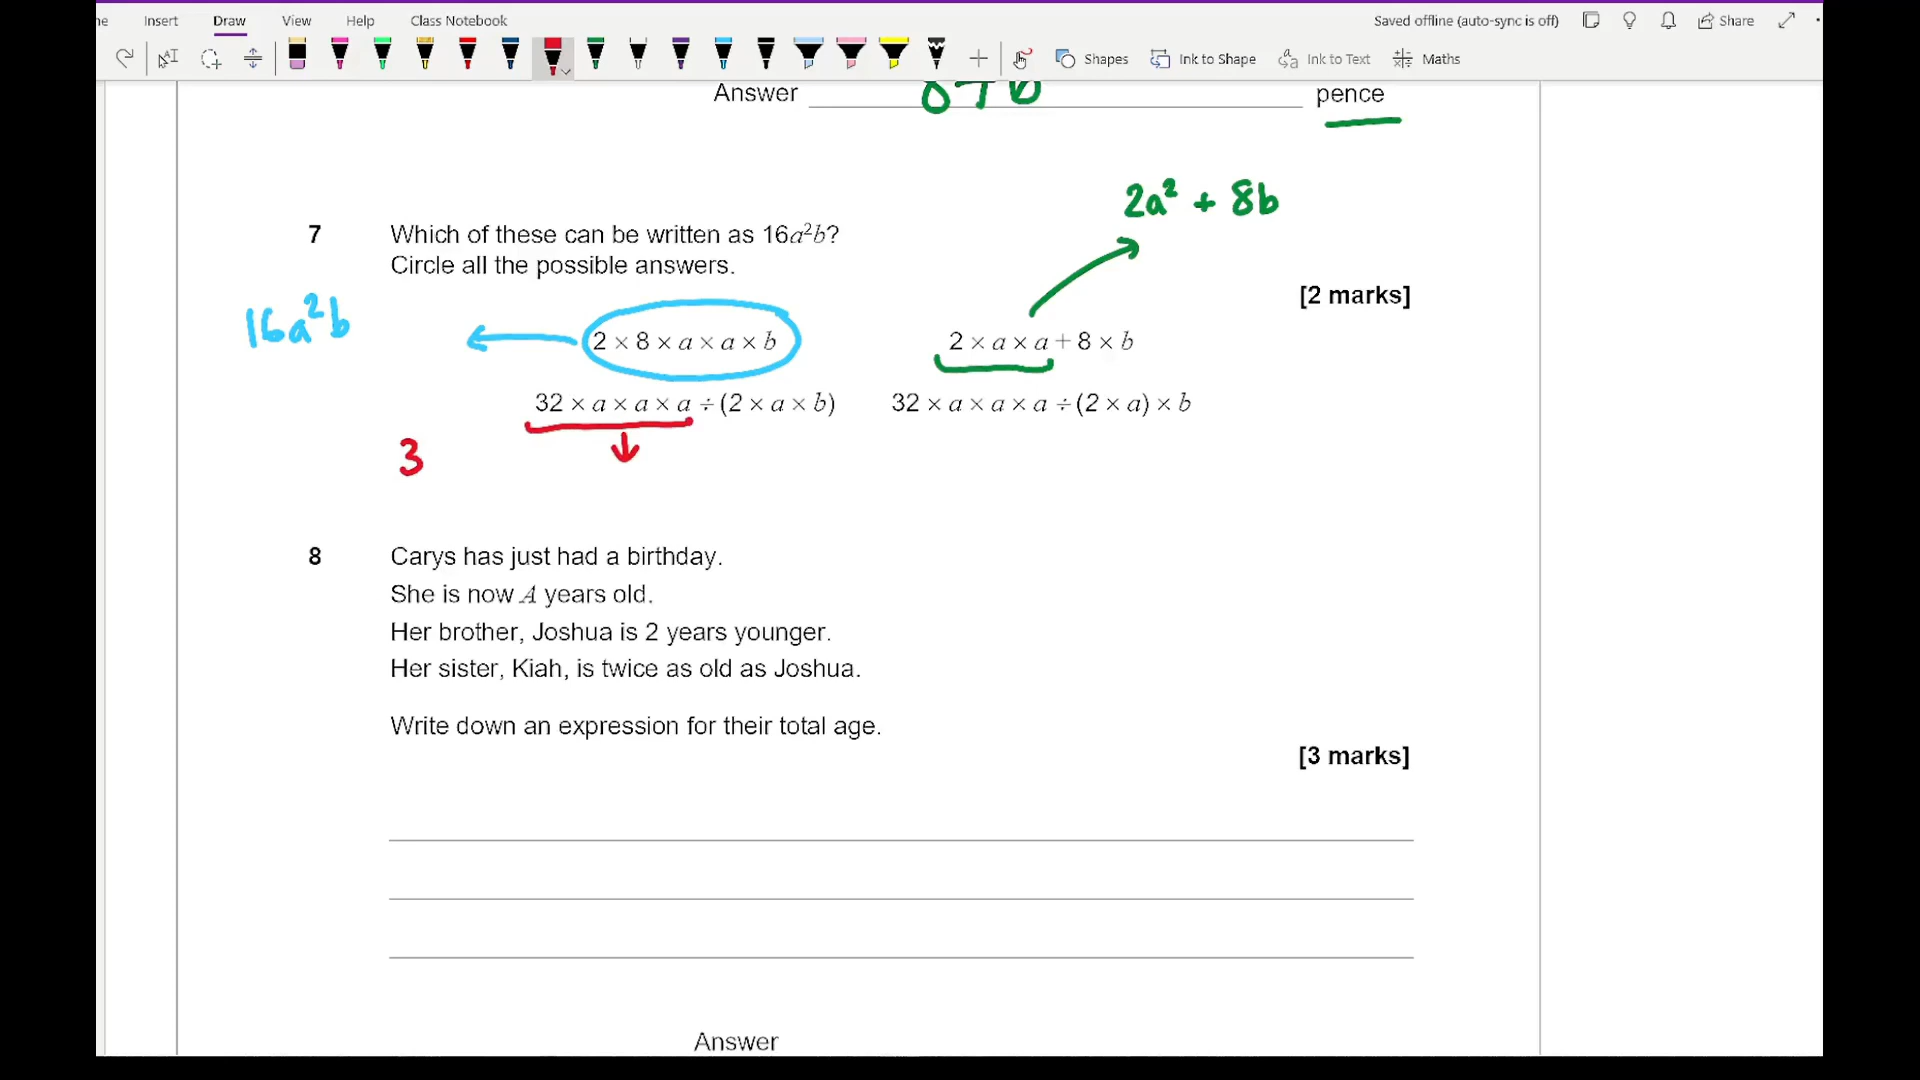 Insert Draw View Help Class Notebook Saved offline (auto-sync is off) Share
Shapes Ink to Shape Ink to Text Maths
Answer pence
2a² + 8b
7 Which of these can be written as 16a²b?
Circle all the possible answers.
[2 marks]
16a²b
2 × 8 × a × a × b 2 × a × a + 8 × b
32 × a × a × a ÷ (2 × a × b) 32 × a × a × a ÷ (2 × a) × b
3
8 Carys has just had a birthday.
She is now A years old.
Her brother, Joshua is 2 years younger.
Her sister, Kiah, is twice as old as Joshua.
Write down an expression for their total age.
[3 marks]
Answer